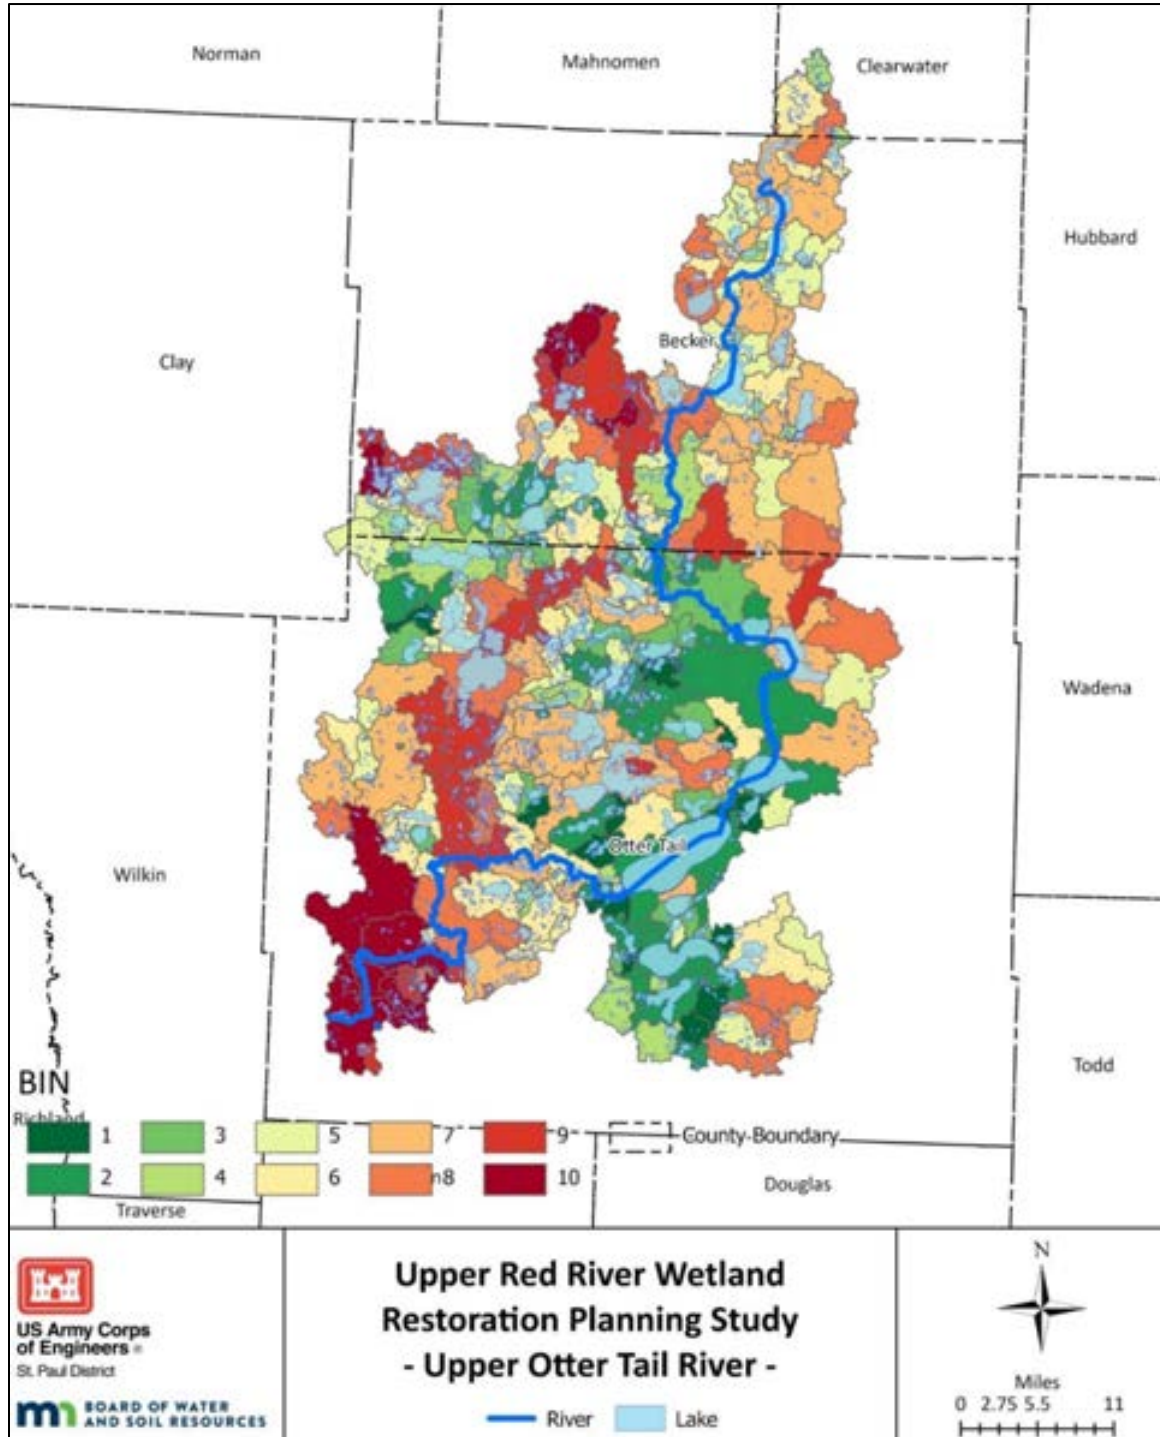 Norman
Mahnomen
Clearwater
Hubbard
Becker
Clay
Wadena
Otter Tail
Wilkin
Todd
BIN
Richland
1 3 5 7 9 County-Boundary
2 4 6 n8 10
Douglas
Traverse
US Army Corps
of Engineers ®
St. Paul District
mn BOARD OF WATER
AND SOIL RESOURCES
Upper Red River Wetland
Restoration Planning Study
- Upper Otter Tail River -
River Lake
N
Miles
0 2.75 5.5 11